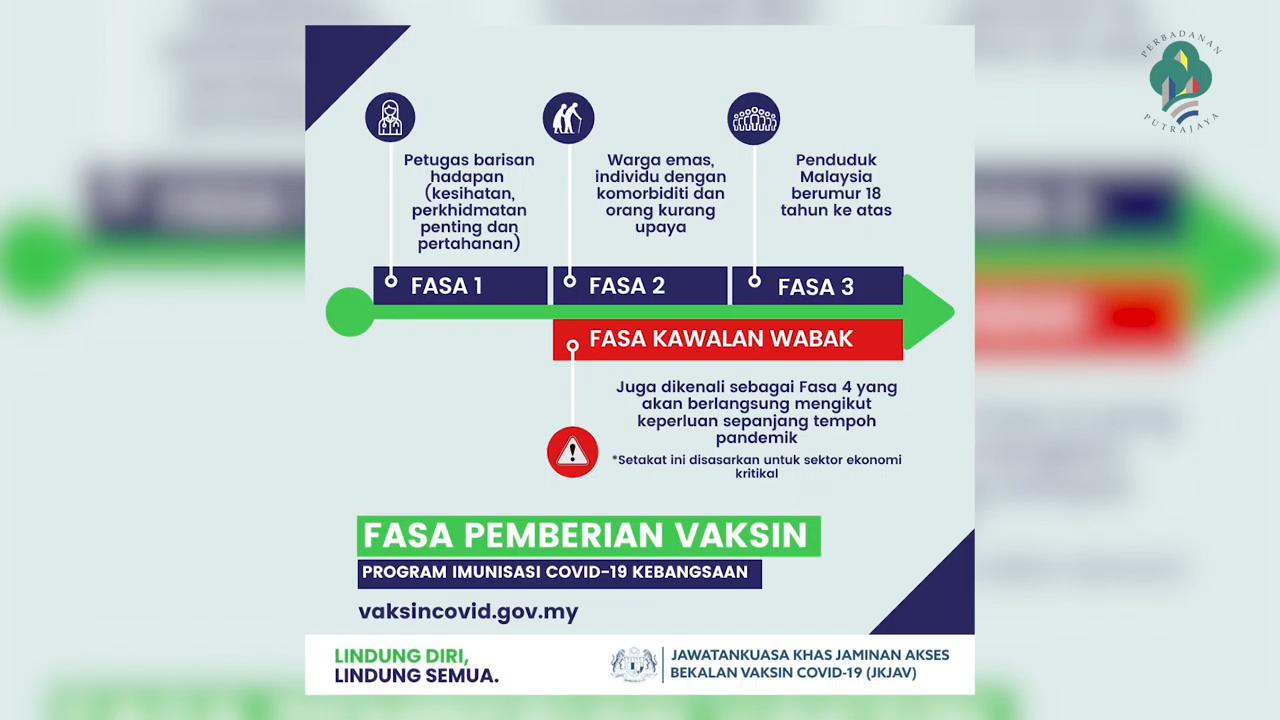 PERBADANAN
PUTRAJAYA
Petugas barisan
hadapan
(kesihatan,
perkhidmatan
penting dan
pertahanan)
Warga emas,
individu dengan
komorbiditi dan
orang kurang
upaya
Penduduk
Malaysia
berumur 18
tahun ke atas
FASA 1
FASA 2
FASA 3
FASA KAWALAN WABAK
Juga dikenali sebagai Fasa 4 yang
akan berlangsung mengikut
keperluan sepanjang tempoh
pandemik
*Setakat ini disasarkan untuk sektor ekonomi
kritikal
FASA PEMBERIAN VAKSIN
PROGRAM IMUNISASI COVID-19 KEBANGSAAN
vaksincovid.gov.my
LINDUNG DIRI,
LINDUNG SEMUA.
JAWATANKUASA KHAS JAMINAN AKSES
BEKALAN VAKSIN COVID-19 (JKJAV)